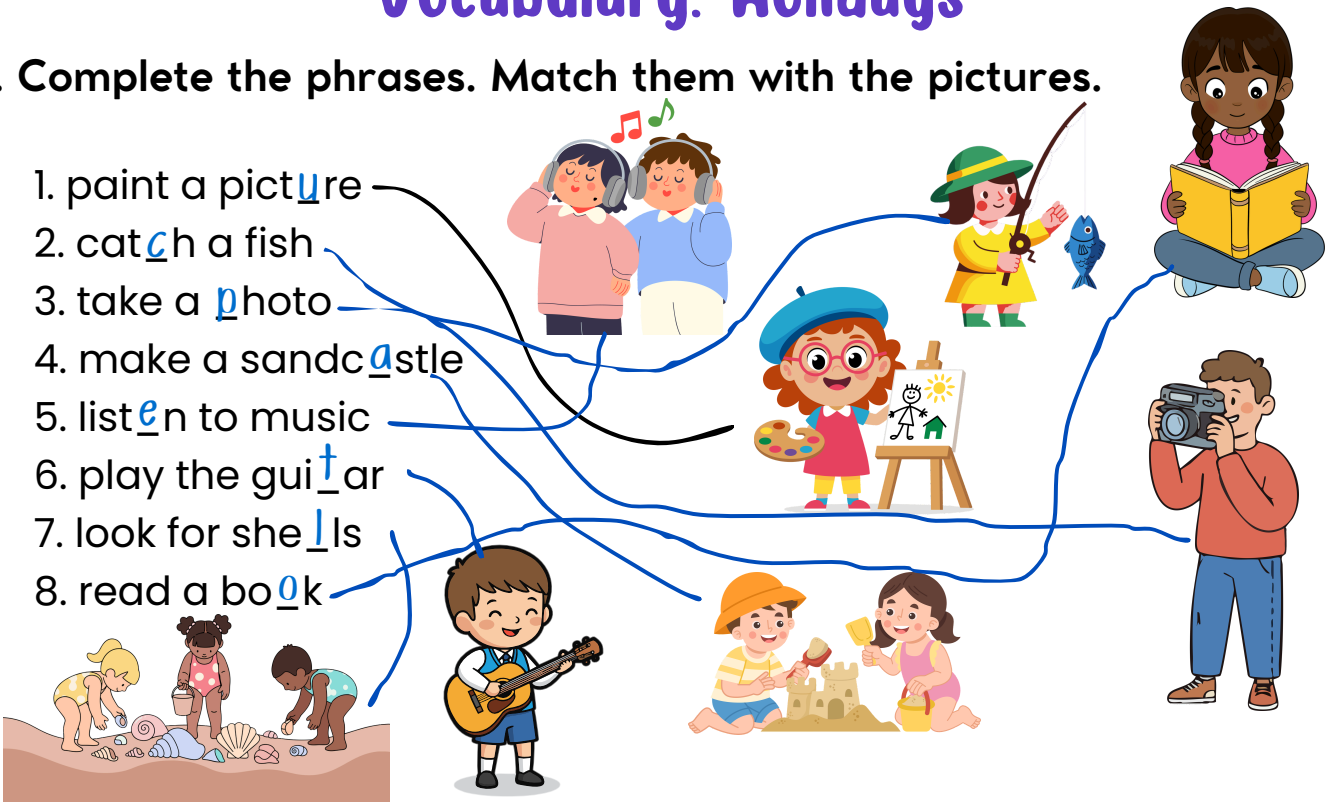 Vocabulary: Holidays
. Complete the phrases. Match them with the pictures.
1. paint a picture
2. catch a fish
3. take a photo
4. make a sandcastle
5. listen to music
6. play the guitar
7. look for shells
8. read a book